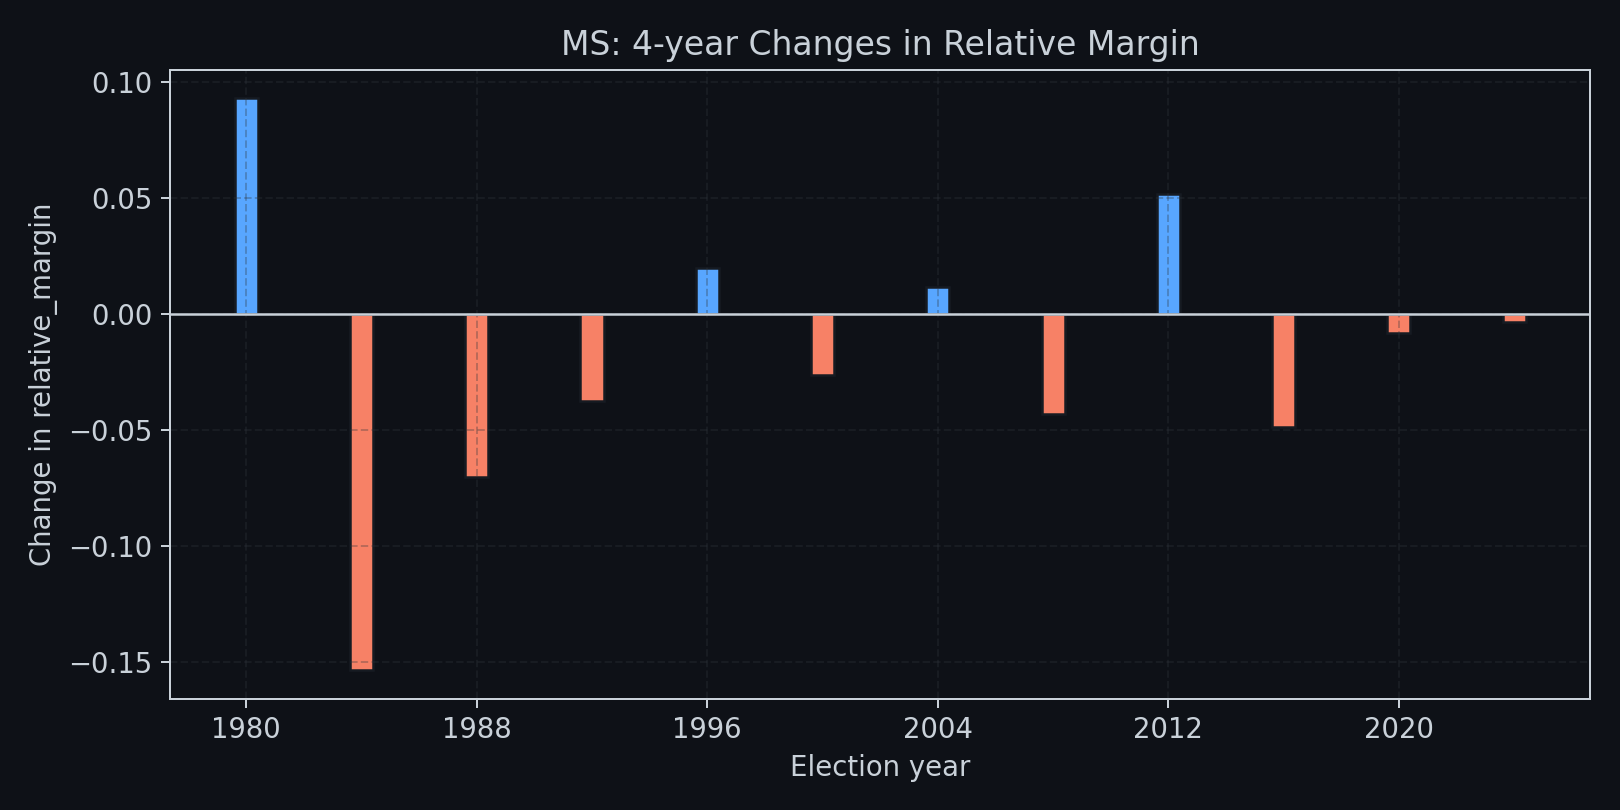 MS: 4-year Changes in Relative Margin
Change in relative_margin
0.10
0.05
0.00
−0.05
−0.10
−0.15
1980 1988 1996 2004 2012 2020
Election year